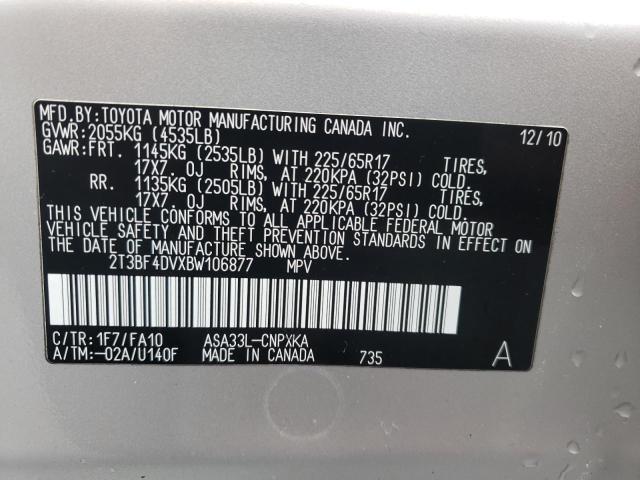 MFD.BY:TOYOTA MOTOR MANUFACTURING CANADA INC. 12/10
GVWR:2055KG (4535LB)
GAWR:FRT. 1145KG (2535LB) WITH 225/65R17 TIRES,
17X7. 0J RIMS, AT 220KPA (32PSI) COLD.
RR. 1135KG (2505LB) WITH 225/65R17 TIRES,
17X7. 0J RIMS, AT 220KPA (32PSI) COLD.
THIS VEHICLE CONFORMS TO ALL APPLICABLE FEDERAL MOTOR
VEHICLE SAFETY AND THEFT PREVENTION STANDARDS IN EFFECT ON
THE DATE OF MANUFACTURE SHOWN ABOVE.
2T3BF4DVXBW106877 MPV
C/TR:1F7/FA10 ASA33L-CNPXKA
A/TM:-02A/U140F MADE IN CANADA 735 A